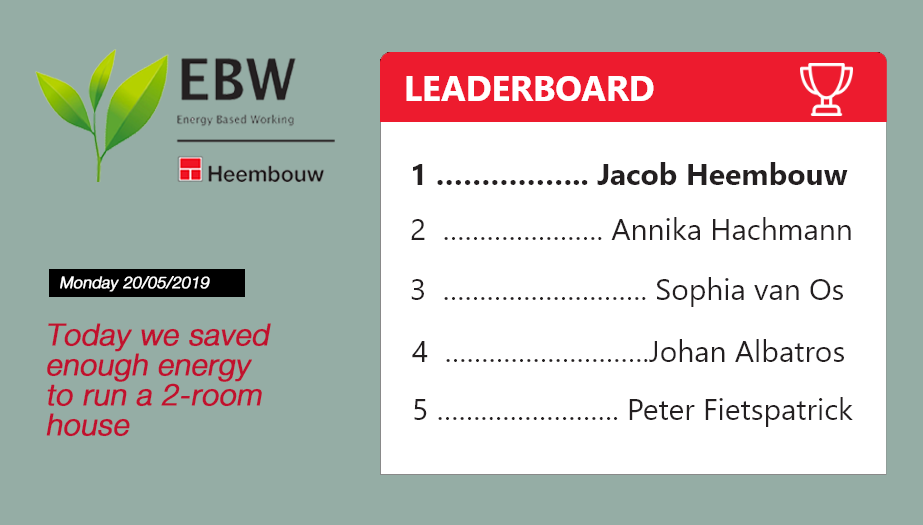 EBW
Energy Based Working
Heembouw
Monday 20/05/2019
Today we saved
enough energy
to run a 2-room
house
LEADERBOARD
1 ................. Jacob Heembouw
2 ...................... Annika Hachmann
3 ............................ Sophia van Os
4 ............................Johan Albatros
5 ......................... Peter Fietspatrick